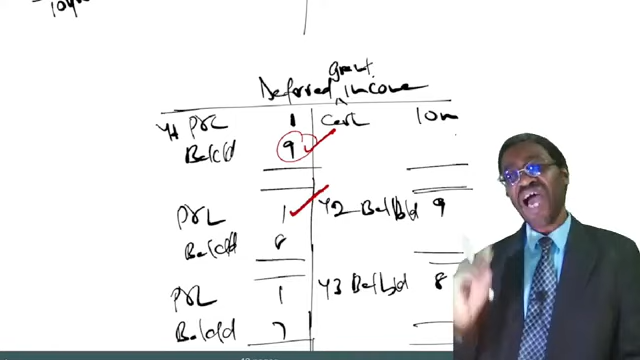 10m
grant
Deferred income
Y1 P&L 1 Cash 10m
Bal c/d 9
P&L 1 Y2 Bal b/d 9
Bal c/d 8
P&L 1 Y3 Bal b/d 8
Bal c/d 7